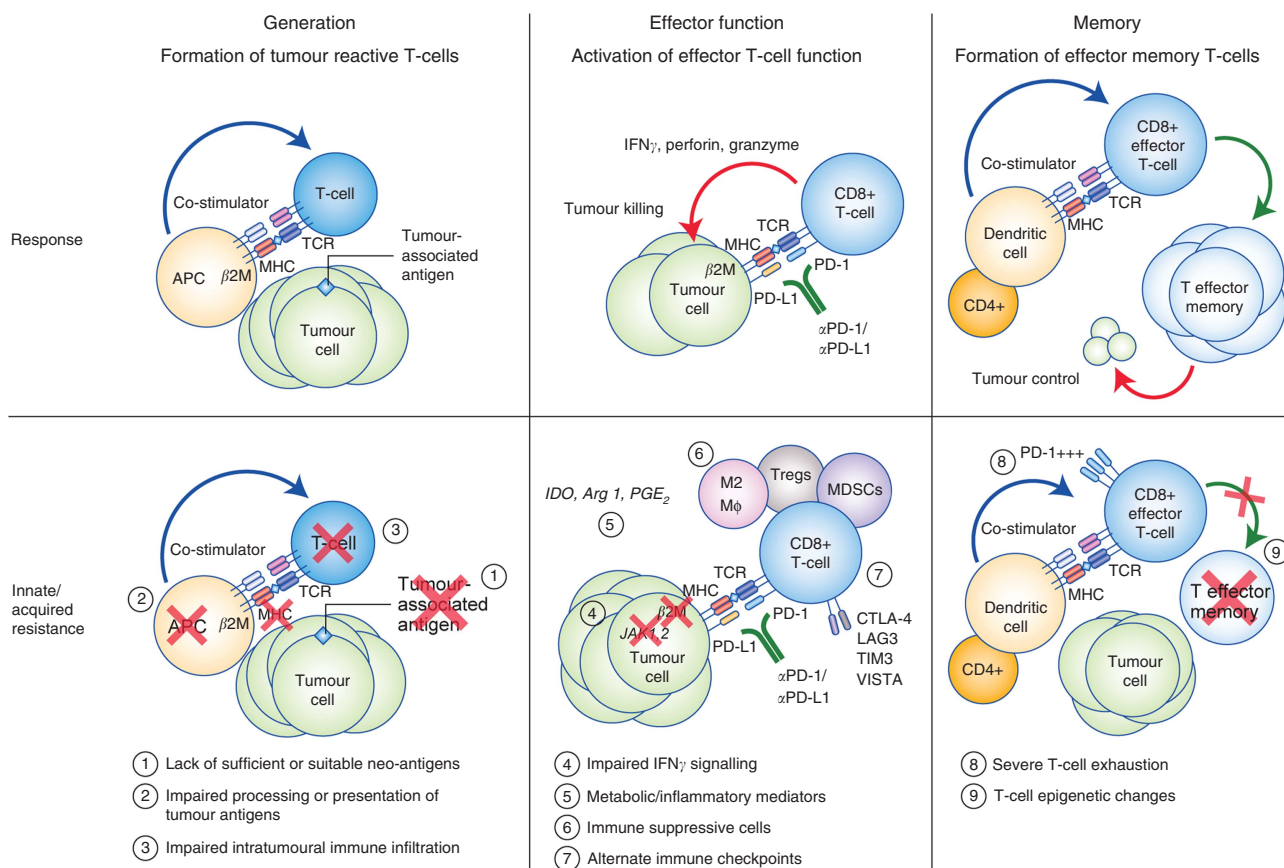 Generation
Formation of tumour reactive T-cells
Effector function
Activation of effector T-cell function
Memory
Formation of effector memory T-cells
Response
Co-stimulator
T-cell
APC
β2M
MHC
TCR
Tumour-
associated
antigen
Tumour
cell
IFNγ, perforin, granzyme
Tumour killing
CD8+
T-cell
TCR
MHC
β2M
Tumour
cell
PD-1
PD-L1
αPD-1/
αPD-L1
Co-stimulator
CD8+
effector
T-cell
TCR
MHC
Dendritic
cell
CD4+
T effector
memory
Tumour control
Innate/
acquired
resistance
Co-stimulator
T-cell
3
2
APC
β2M
MHC
TCR
Tumour-
associated
antigen
1
Tumour
cell
1 Lack of sufficient or suitable neo-antigens
2 Impaired processing or presentation of
tumour antigens
3 Impaired intratumoural immune infiltration
IDO, Arg 1, PGE2
5
6
M2
Mϕ
Tregs
MDSCs
CD8+
T-cell
7
TCR
MHC
4
β2M
JAK1,2
Tumour
cell
PD-1
PD-L1
αPD-1/
αPD-L1
CTLA-4
LAG3
TIM3
VISTA
4 Impaired IFNγ signalling
5 Metabolic/inflammatory mediators
6 Immune suppressive cells
7 Alternate immune checkpoints
8
PD-1+++
Co-stimulator
CD8+
effector
T-cell
TCR
MHC
Dendritic
cell
CD4+
9
T effector
memory
Tumour
cell
8 Severe T-cell exhaustion
9 T-cell epigenetic changes